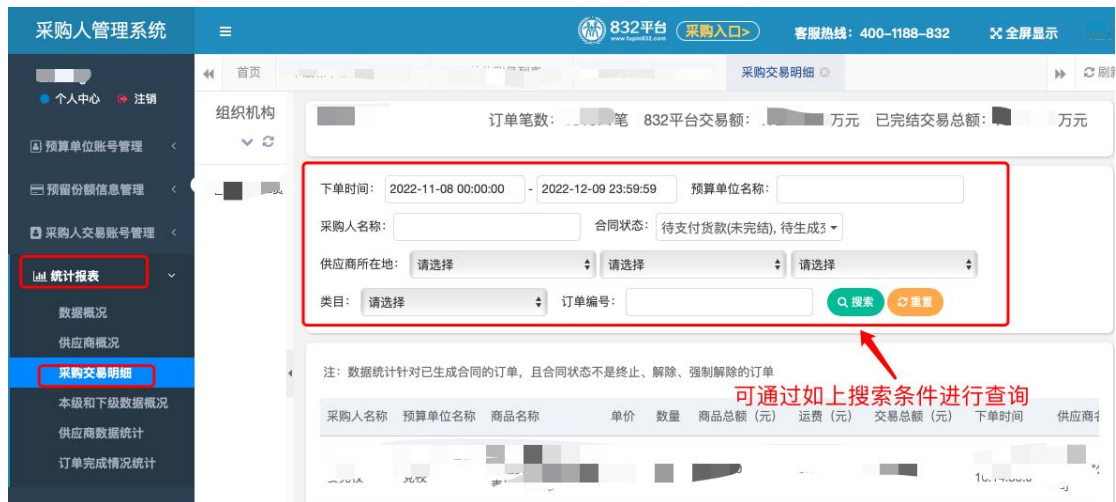 采购人管理系统
832平台 采购入口>
www.fupin832.com
客服热线：400-1188-832
全屏显示
个人中心 注销
首页
采购交易明细
组织机构
预算单位账号管理
预留份额信息管理
采购人交易账号管理
统计报表
数据概况
供应商概况
采购交易明细
本级和下级数据概况
供应商数据统计
订单完成情况统计
订单笔数： 笔 832平台交易额： 万元 已完结交易总额： 万元
下单时间： 2022-11-08 00:00:00 - 2022-12-09 23:59:59 预算单位名称：
采购人名称： 合同状态： 待支付货款(未完结), 待生成
供应商所在地： 请选择 请选择 请选择
类目： 请选择 订单编号： 搜索 重置
注：数据统计针对已生成合同的订单，且合同状态不是终止、解除、强制解除的订单
可通过如上搜索条件进行查询
采购人名称 预算单位名称 商品名称 单价 数量 商品总额（元） 运费（元） 交易总额（元） 下单时间 供应商